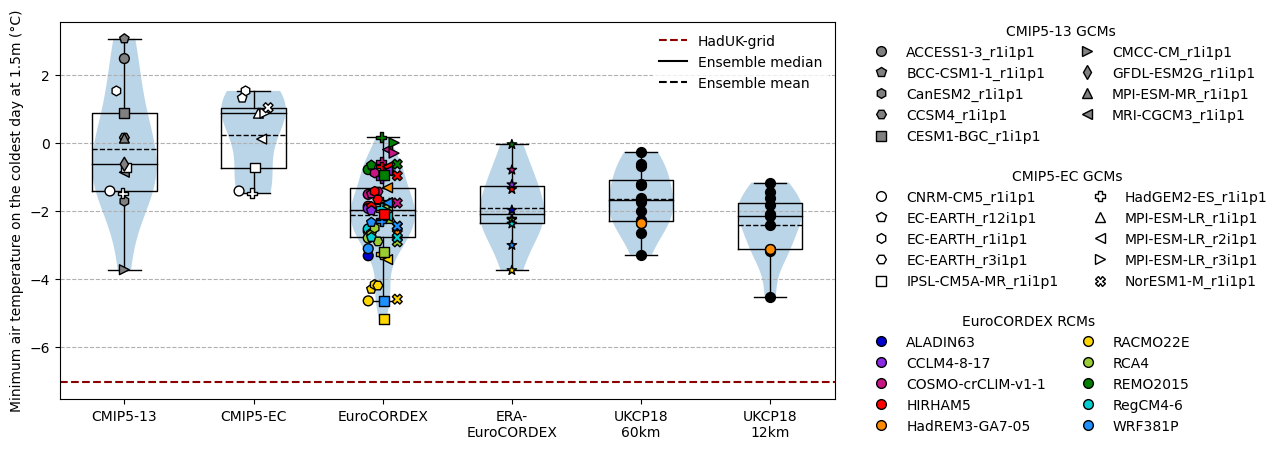 Minimum air temperature on the coldest day at 1.5m (°C)
2
0
−2
−4
−6
HadUK-grid
Ensemble median
Ensemble mean
CMIP5-13
CMIP5-EC
EuroCORDEX
ERA-
EuroCORDEX
UKCP18
60km
UKCP18
12km
CMIP5-13 GCMs
ACCESS1-3_r1i1p1
BCC-CSM1-1_r1i1p1
CanESM2_r1i1p1
CCSM4_r1i1p1
CESM1-BGC_r1i1p1
CMCC-CM_r1i1p1
GFDL-ESM2G_r1i1p1
MPI-ESM-MR_r1i1p1
MRI-CGCM3_r1i1p1
CMIP5-EC GCMs
CNRM-CM5_r1i1p1
EC-EARTH_r12i1p1
EC-EARTH_r1i1p1
EC-EARTH_r3i1p1
IPSL-CM5A-MR_r1i1p1
HadGEM2-ES_r1i1p1
MPI-ESM-LR_r1i1p1
MPI-ESM-LR_r2i1p1
MPI-ESM-LR_r3i1p1
NorESM1-M_r1i1p1
EuroCORDEX RCMs
ALADIN63
CCLM4-8-17
COSMO-crCLIM-v1-1
HIRHAM5
HadREM3-GA7-05
RACMO22E
RCA4
REMO2015
RegCM4-6
WRF381P